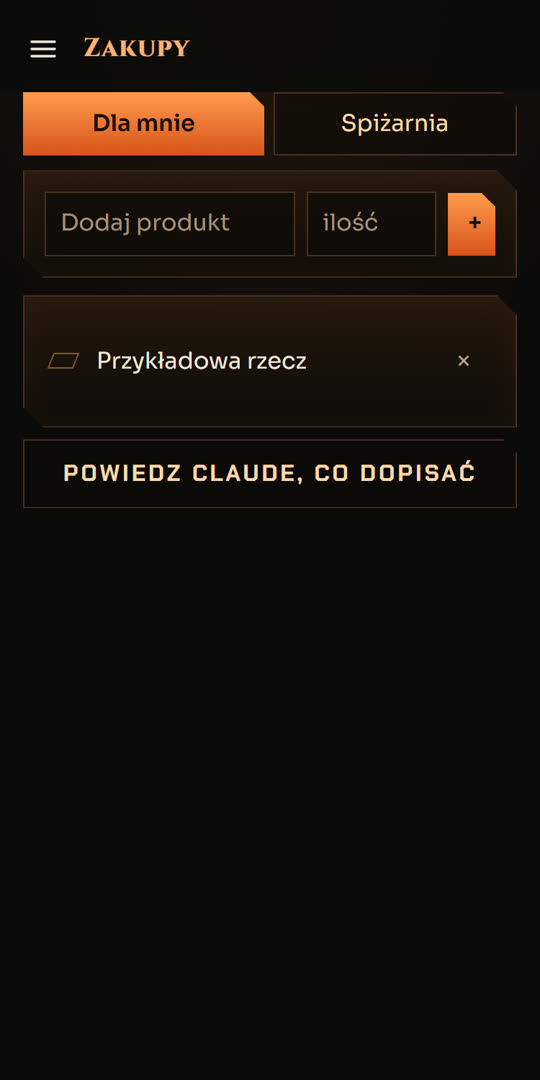 Zakupy
Dla mnie
Spiżarnia
Dodaj produkt
ilość
+
Przykładowa rzecz
×
POWIEDZ CLAUDE, CO DOPISAĆ